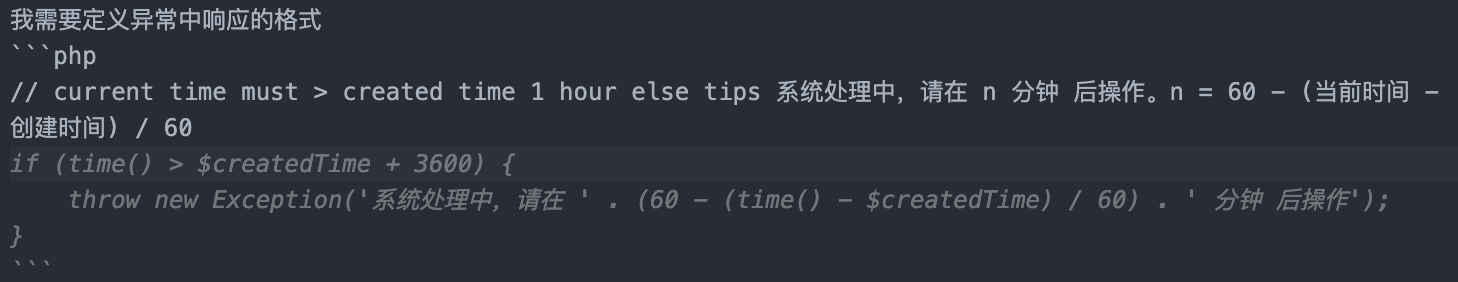 我需要定义异常中响应的格式
```php
// current time must > created time 1 hour else tips 系统处理中，请在 n 分钟 后操作。n = 60 - (当前时间 -
创建时间) / 60
if (time() > $createdTime + 3600) {
    throw new Exception('系统处理中，请在 ' . (60 - (time() - $createdTime) / 60) . ' 分钟 后操作');
}
```